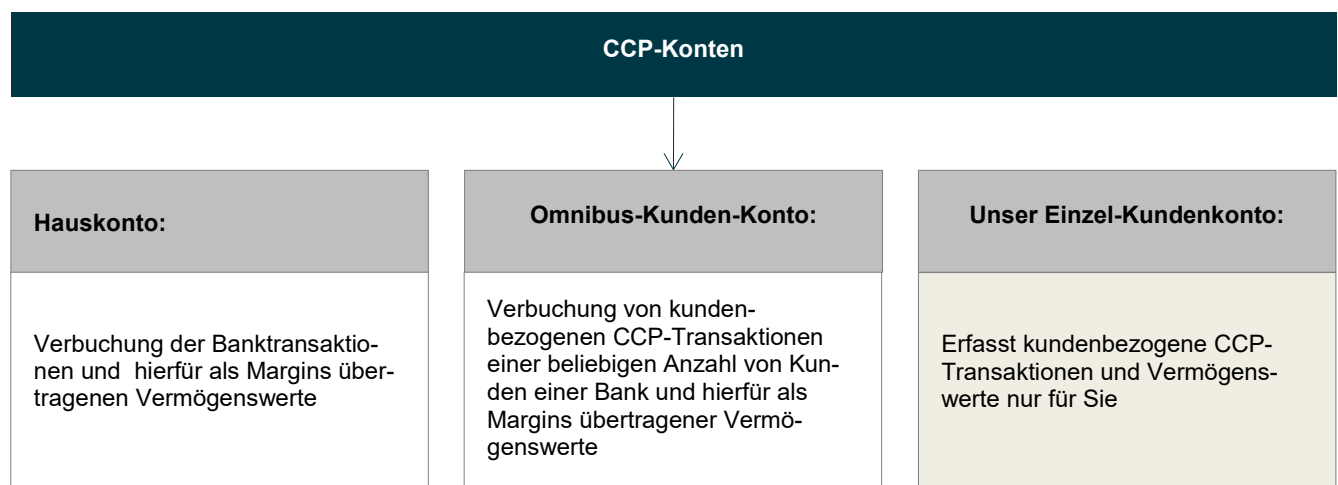 CCP-Konten
Hauskonto:
Verbuchung der Banktransaktio-
nen und  hierfür als Margins über-
tragenen Vermögenswerte
Omnibus-Kunden-Konto:
Verbuchung von kunden-
bezogenen CCP-Transaktionen
einer beliebigen Anzahl von Kun-
den einer Bank und hierfür als
Margins übertragener Vermö-
genswerte
Unser Einzel-Kundenkonto:
Erfasst kundenbezogene CCP-
Transaktionen und Vermögens-
werte nur für Sie